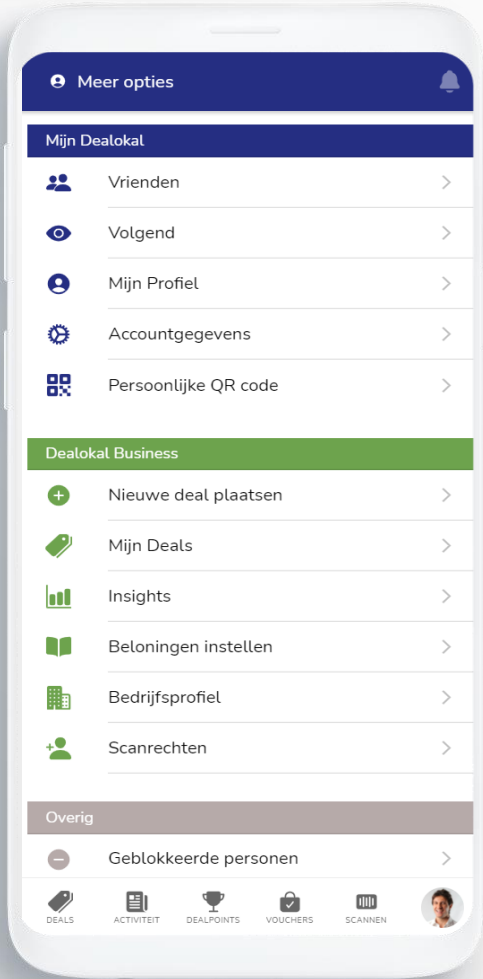 Meer opties
Mijn Dealokal
Vrienden
Volgend
Mijn Profiel
Accountgegevens
Persoonlijke QR code
Dealokal Business
Nieuwe deal plaatsen
Mijn Deals
Insights
Beloningen instellen
Bedrijfsprofiel
Scanrechten
Overig
Geblokkeerde personen
DEALS ACTIVITEIT DEALPOINTS VOUCHERS SCANNEN